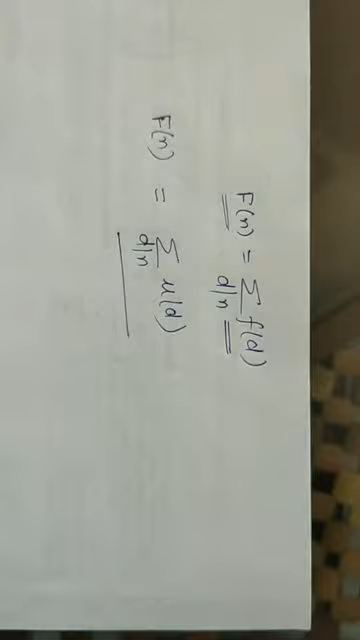 F(n) = Σ f(d)
d|n
F(n) = Σ μ(d)
d|n